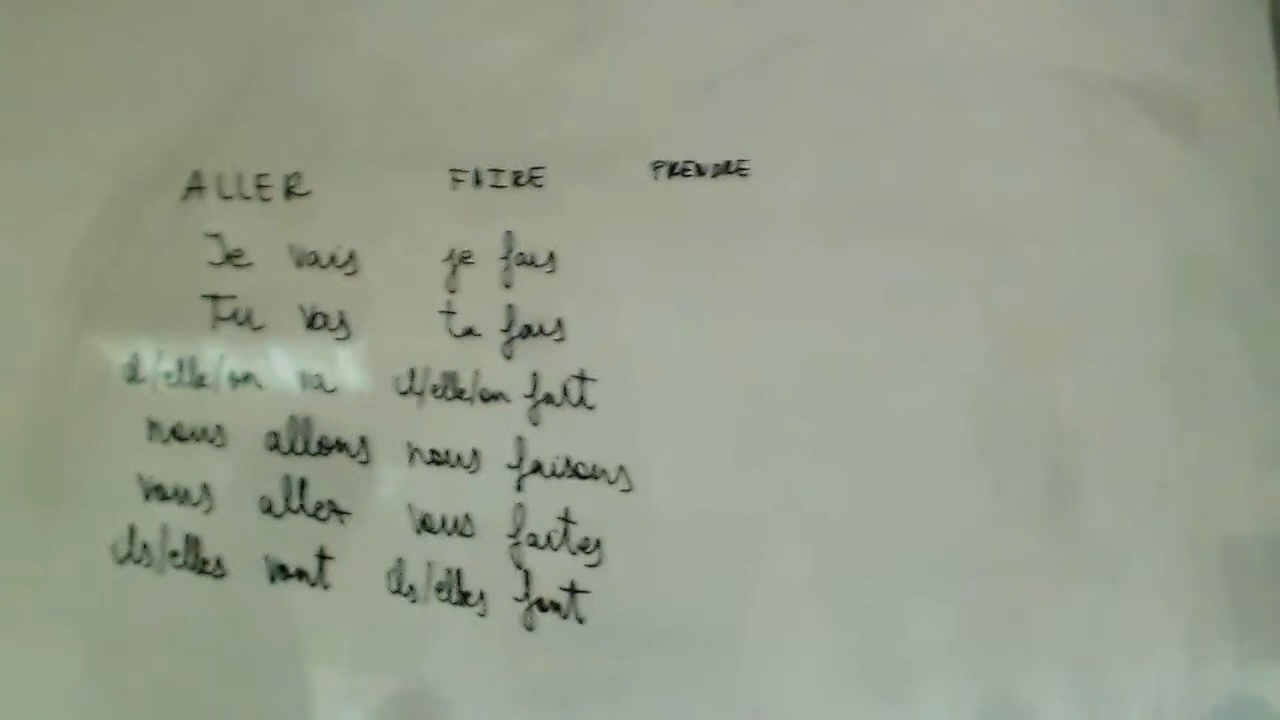 ALLER FAIRE PRENDRE
Je vais je fais
Tu vas tu fais
il/elle/on va il/elle/on fait
nous allons nous faisons
vous allez vous faites
ils/elles vont ils/elles font